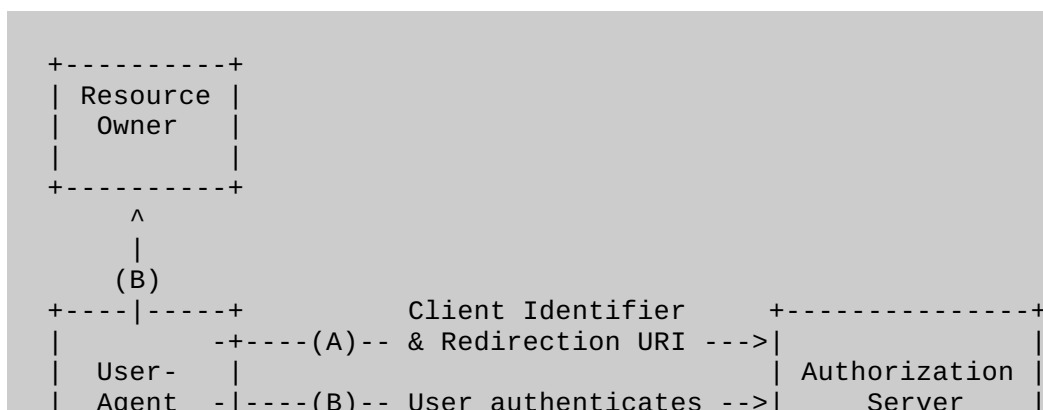 +----------+
| Resource |
|   Owner   |
|          |
+----------+
     ^
     |
    (B)
+----|-----+          Client Identifier      +---------------+
|         -+----(A)-- & Redirection URI --->|               |
|  User-   |                                 | Authorization |
|  Agent  -|----(B)-- User authenticates -->|     Server    |